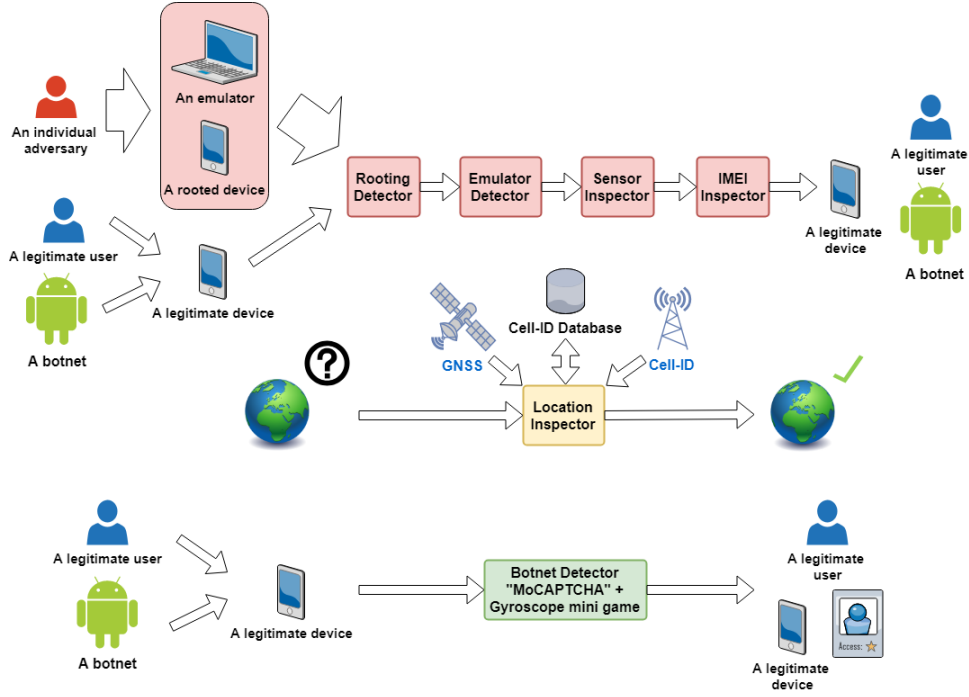 An emulator
An individual
adversary
A rooted device
Rooting
Detector
Emulator
Detector
Sensor
Inspector
IMEI
Inspector
A legitimate
user
A legitimate
device
A botnet
A legitimate user
A legitimate device
A botnet
Cell-ID Database
GNSS
Cell-ID
?
Location
Inspector
A legitimate user
A legitimate device
A botnet
Botnet Detector
"MoCAPTCHA" +
Gyroscope mini game
A legitimate
user
Access:
A legitimate
device